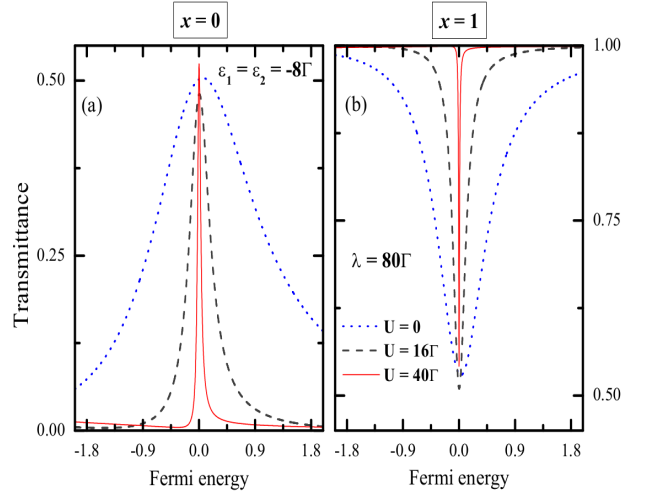 x = 0
x = 1
(a)
ε1 = ε2 = -8Γ
0.50
0.25
0.00
Transmittance
-1.8 -0.9 0.0 0.9 1.8
Fermi energy
(b)
1.00
0.75
0.50
λ = 80Γ
U = 0
U = 16Γ
U = 40Γ
-1.8 -0.9 0.0 0.9 1.8
Fermi energy